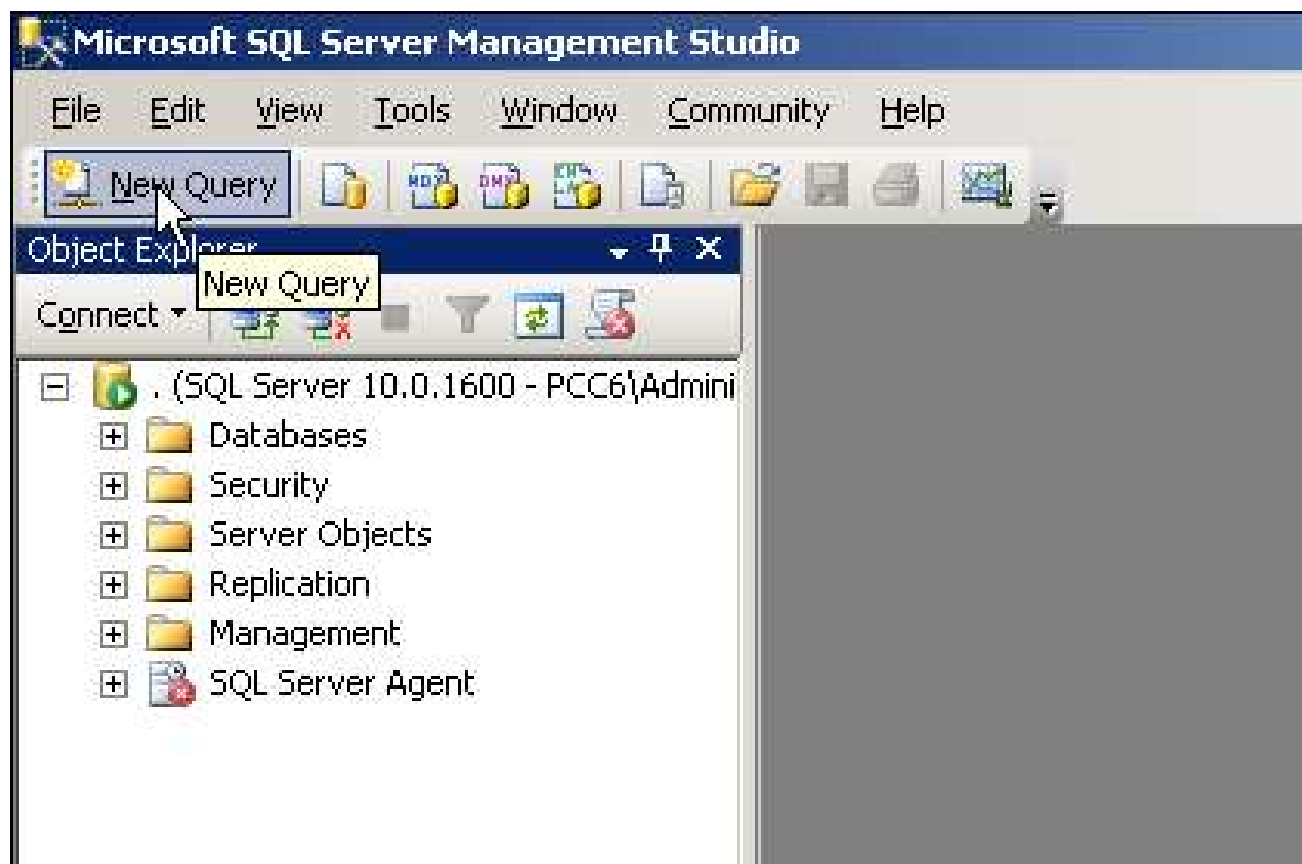 Microsoft SQL Server Management Studio
File Edit View Tools Window Community Help
New Query
Object Explorer
New Query
Connect
. (SQL Server 10.0.1600 - PCC6\Admini
Databases
Security
Server Objects
Replication
Management
SQL Server Agent